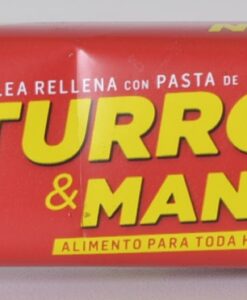 LEA RELLENA CON PASTA DE
TURRO
& MAN
ALIMENTO PARA TODA H